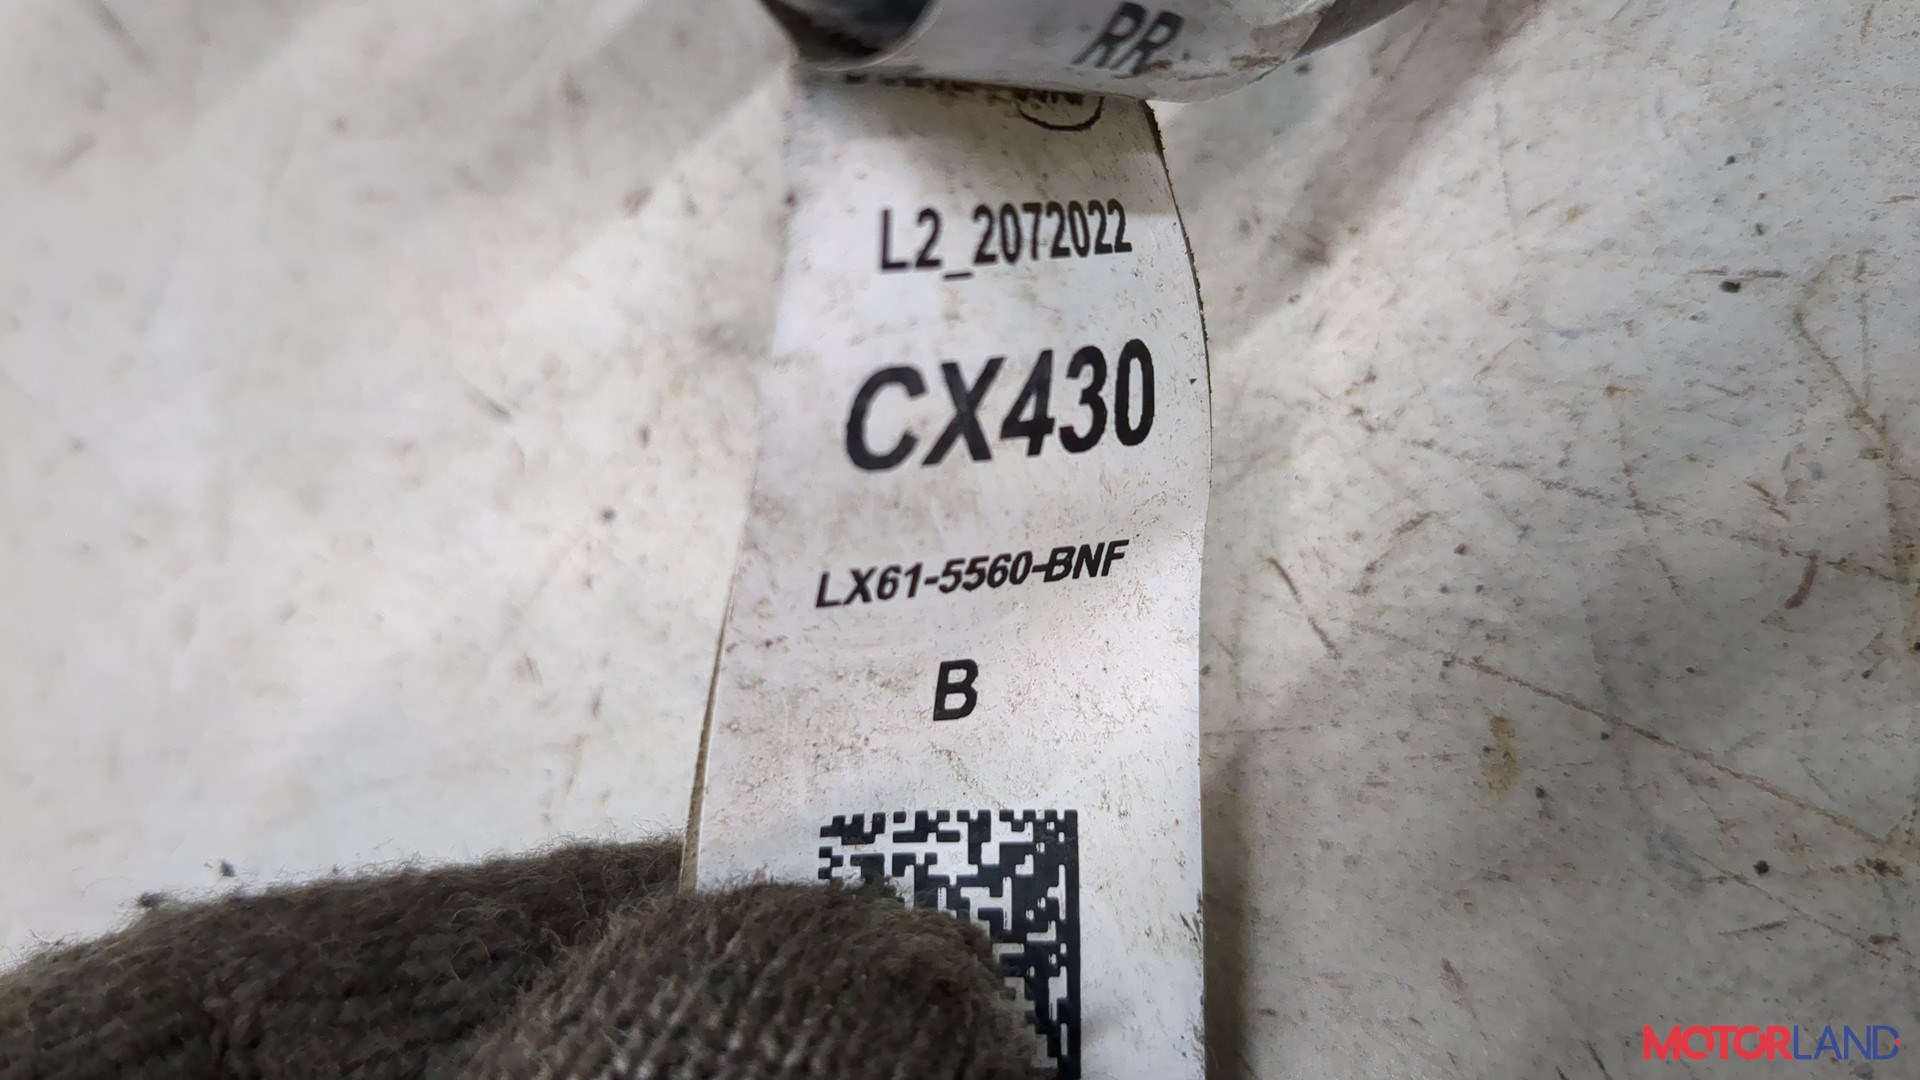 RR
L2_2072022
CX430
LX61-5560-BNF
B
MOTORLAND